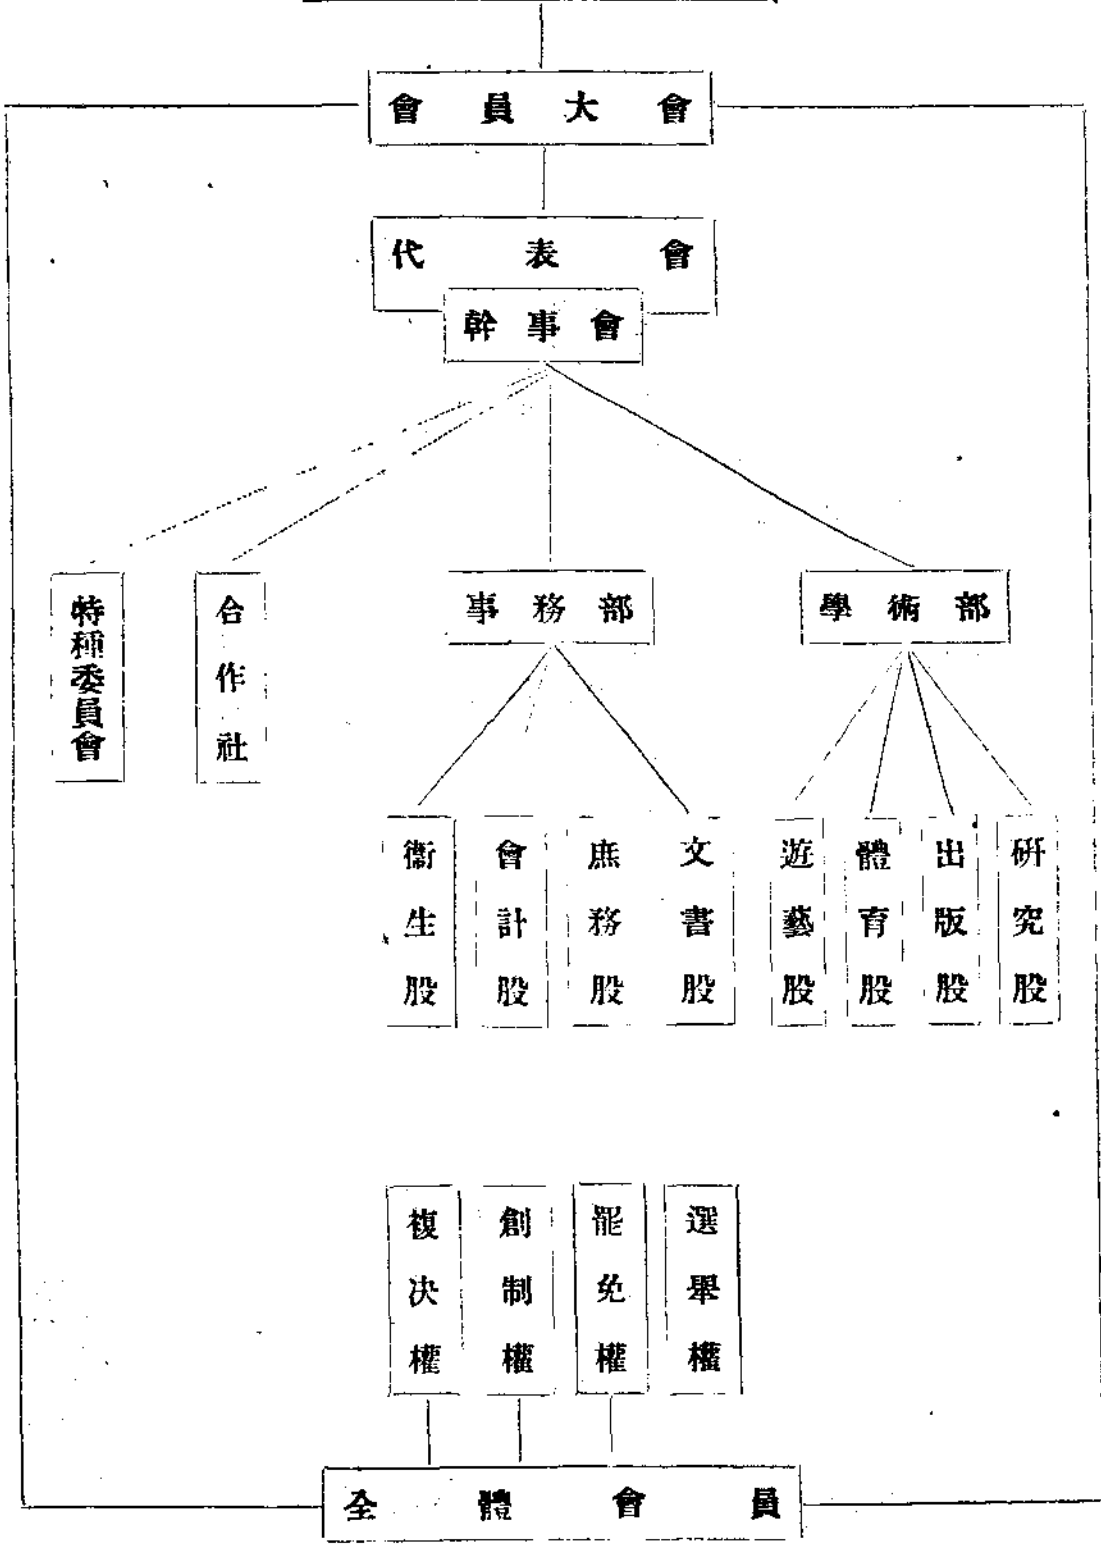 會員大會
代表會
幹事會
特種委員會
合作社
事務部
學術部
衞生股
會計股
庶務股
文書股
遊藝股
體育股
出版股
研究股
複决權
創制權
罷免權
選舉權
全體會員